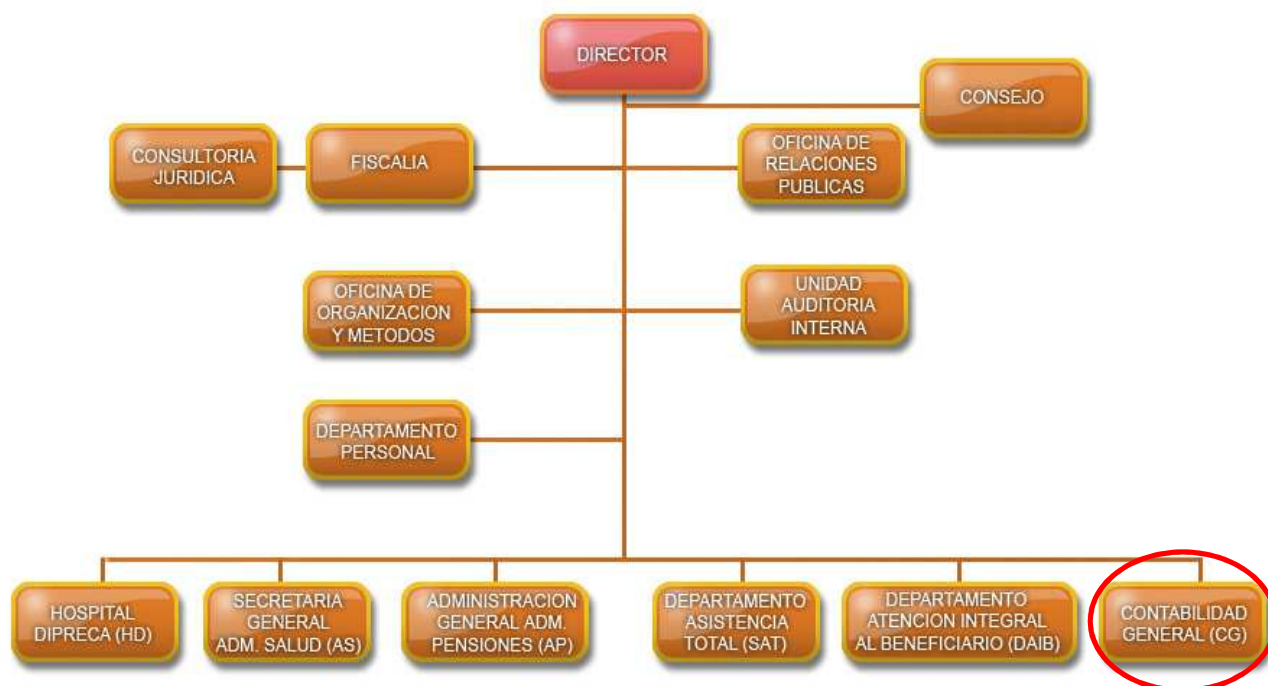 DIRECTOR
CONSEJO
CONSULTORIA
JURIDICA
FISCALIA
OFICINA DE
RELACIONES
PUBLICAS
OFICINA DE
ORGANIZACION
Y METODOS
UNIDAD
AUDITORIA
INTERNA
DEPARTAMENTO
PERSONAL
HOSPITAL
DIPRECA (HD)
SECRETARIA
GENERAL
ADM. SALUD (AS)
ADMINISTRACION
GENERAL ADM.
PENSIONES (AP)
DEPARTAMENTO
ASISTENCIA
TOTAL (SAT)
DEPARTAMENTO
ATENCION INTEGRAL
AL BENEFICIARIO (DAIB)
CONTABILIDAD
GENERAL (CG)